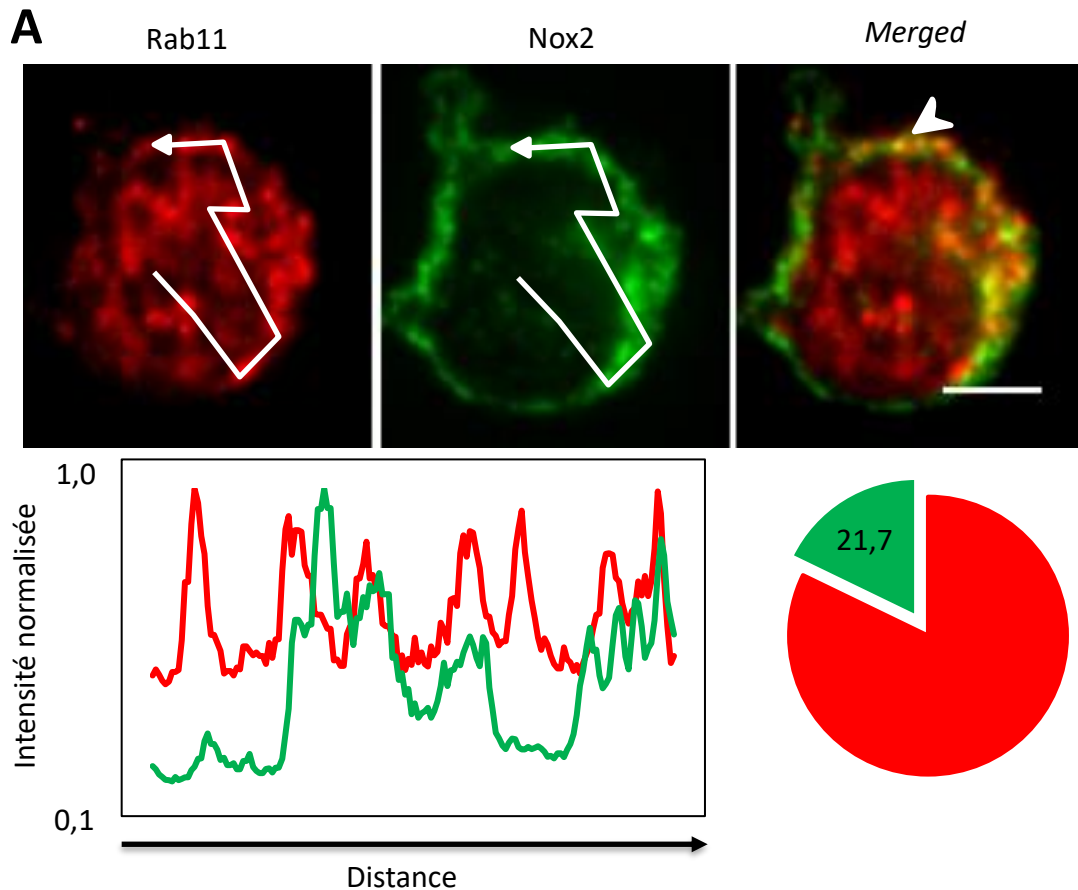 A
Rab11
Nox2
Merged
1,0
Intensité normalisée
0,1
Distance
21,7